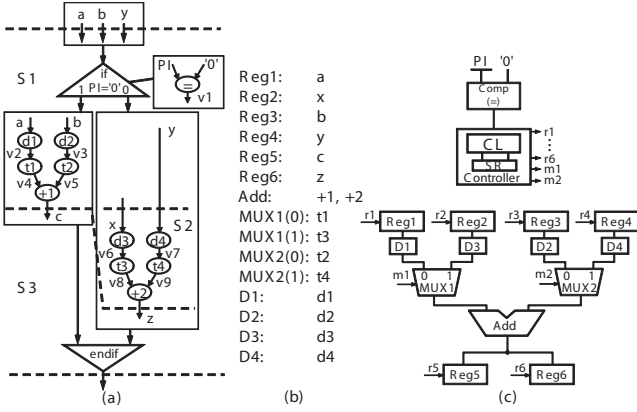 a b y
S 1
if
1 PI='0' 0
PI '0'
=
v1
a b
d1 d2
v2 v3
t1 t2
v4 v5
+1
c
y
S 2
x
d3 d4
v6 v7
t3 t4
v8 v9
+2
z
S 3
endif
(a)
Reg1: a
Reg2: x
Reg3: b
Reg4: y
Reg5: c
Reg6: z
Add: +1, +2
MUX1(0): t1
MUX1(1): t3
MUX2(0): t2
MUX2(1): t4
D1: d1
D2: d2
D3: d3
D4: d4
(b)
PI '0'
Comp
(=)
CL
SR
Controller
r1
r6
m1
m2
r1 Reg1 r2 Reg2 r3 Reg3 r4 Reg4
D1 D3 D2 D4
m1 0 1 m2 0 1
MUX1 MUX2
Add
r5 Reg5 r6 Reg6
(c)